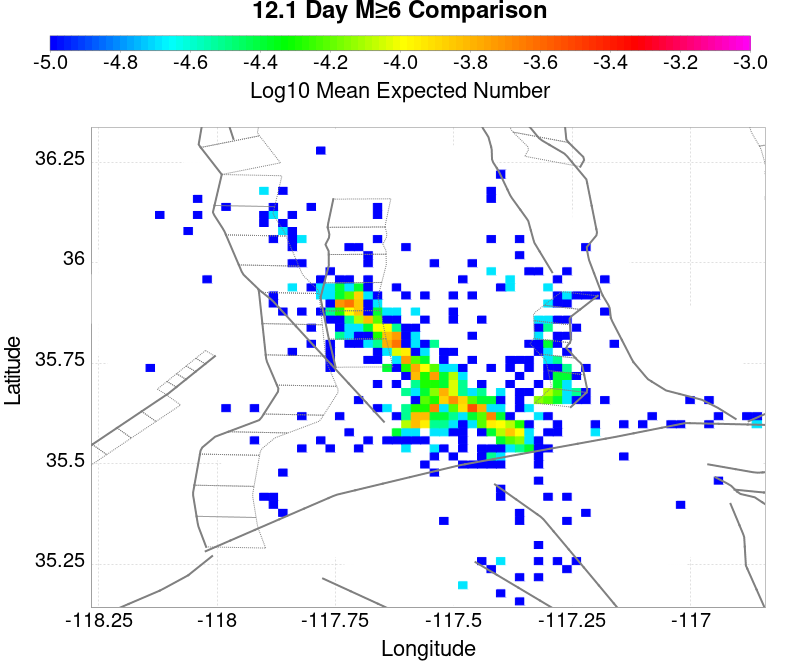 12.1 Day M≥6 Comparison
-5.0 -4.8 -4.6 -4.4 -4.2 -4.0 -3.8 -3.6 -3.4 -3.2 -3.0
Log10 Mean Expected Number
36.25
36
35.75
35.5
35.25
Latitude
-118.25 -118 -117.75 -117.5 -117.25 -117
Longitude